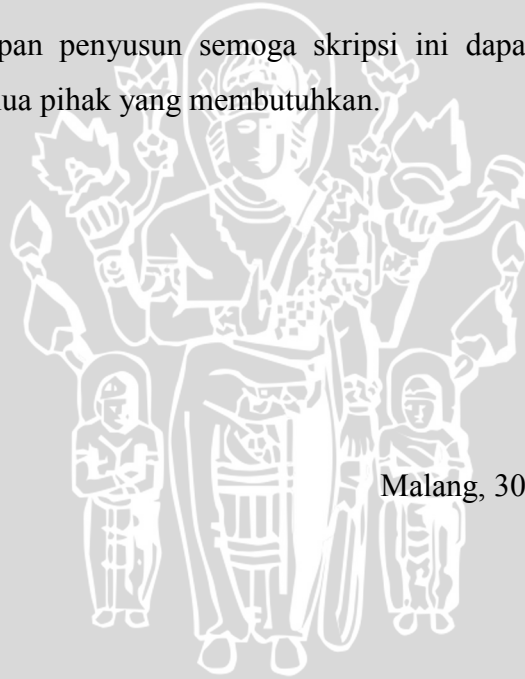 pan penyusun semoga skripsi ini dapa
ua pihak yang membutuhkan.
Malang, 30